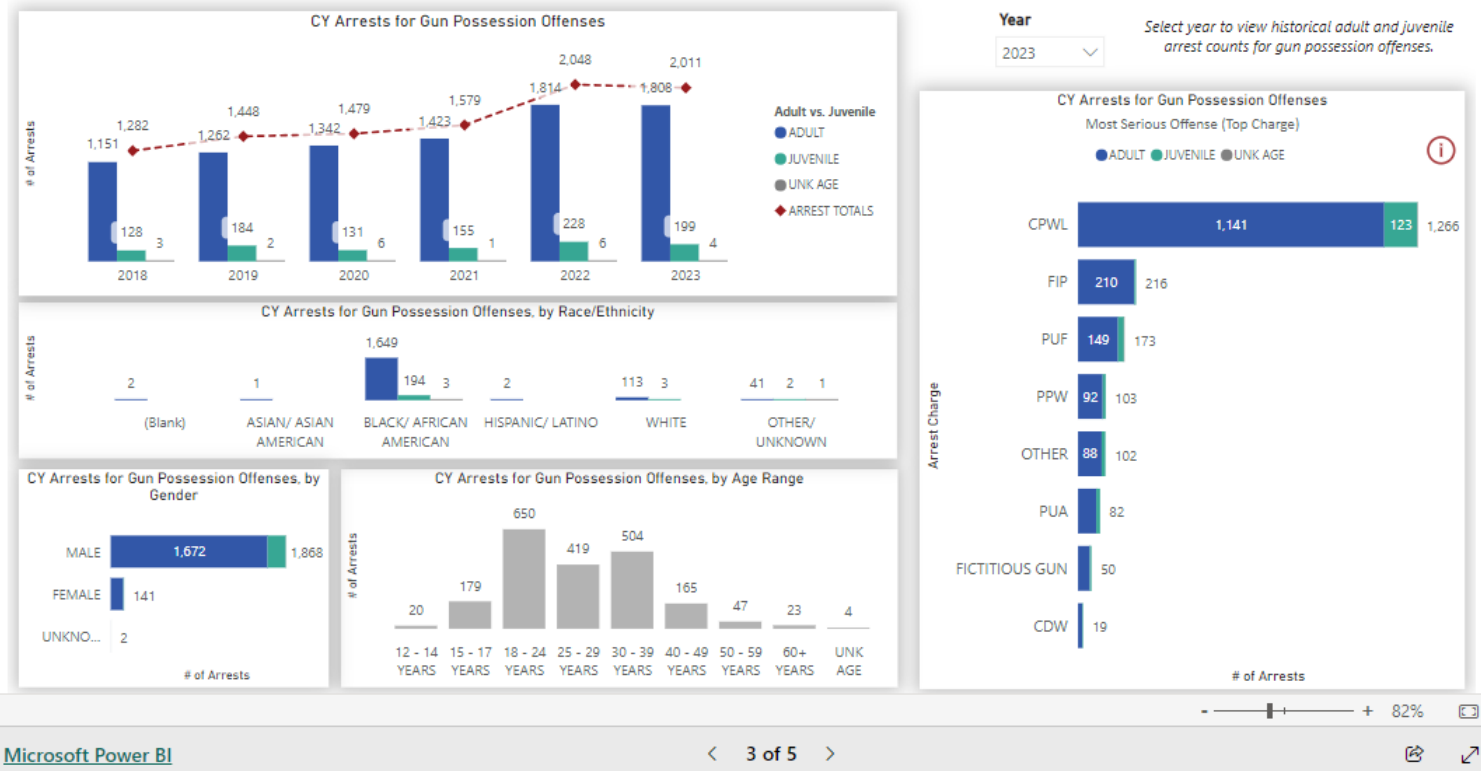 CY Arrests for Gun Possession Offenses
# of Arrests
1,151 1,282 1,262 1,448 1,342 1,479 1,423 1,579 1,814 2,048 1,808 2,011
128 3 184 2 131 6 155 1 228 6 199 4
2018 2019 2020 2021 2022 2023
Adult vs. Juvenile
ADULT
JUVENILE
UNK AGE
ARREST TOTALS
Year
2023
Select year to view historical adult and juvenile
arrest counts for gun possession offenses.
CY Arrests for Gun Possession Offenses, by Race/Ethnicity
# of Arrests
2 1 1,649 194 3 2 113 3 41 2 1
(Blank) ASIAN/ ASIAN BLACK/ AFRICAN HISPANIC/ LATINO WHITE OTHER/
AMERICAN AMERICAN UNKNOWN
CY Arrests for Gun Possession Offenses, by
Gender
MALE 1,672 1,868
FEMALE 141
UNKNO... 2
# of Arrests
CY Arrests for Gun Possession Offenses, by Age Range
# of Arrests
20 179 650 419 504 165 47 23 4
12 - 14 15 - 17 18 - 24 25 - 29 30 - 39 40 - 49 50 - 59 60+ UNK
YEARS YEARS YEARS YEARS YEARS YEARS YEARS YEARS AGE
CY Arrests for Gun Possession Offenses
Most Serious Offense (Top Charge)
ADULT JUVENILE UNK AGE
i
Arrest Charge
CPWL 1,141 123 1,266
FIP 210 216
PUF 149 173
PPW 92 103
OTHER 88 102
PUA 82
FICTITIOUS GUN 50
CDW 19
# of Arrests
- + 82%
Microsoft Power BI
< 3 of 5 >